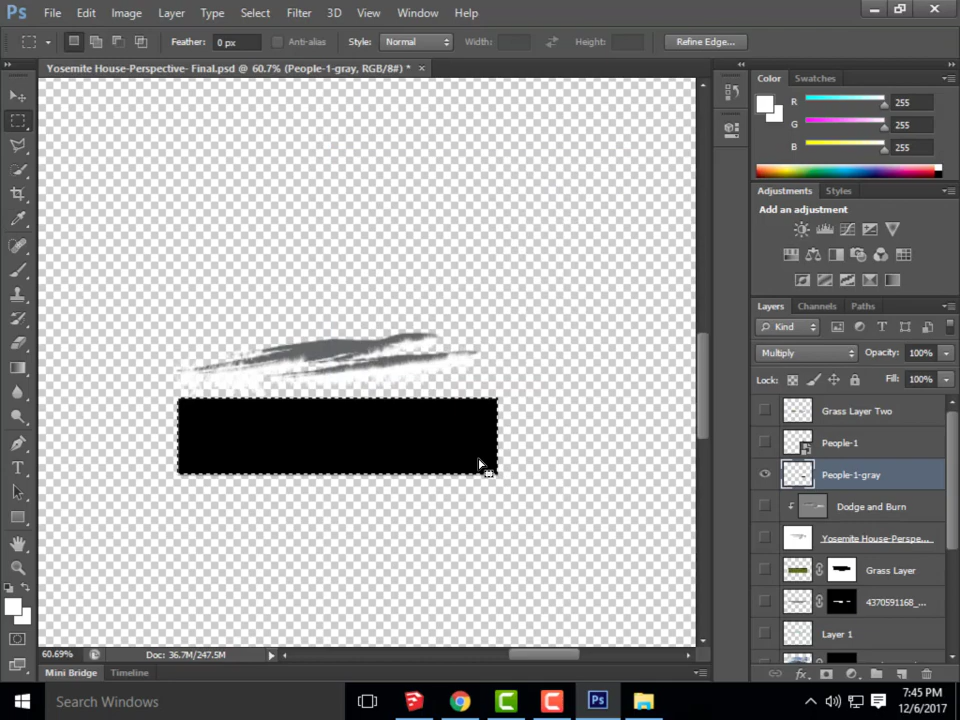 Ps File Edit Image Layer Type Select Filter 3D View Window Help
Feather: 0 px Anti-alias Style: Normal Width: Height: Refine Edge...
Yosemite House-Perspective- Final.psd @ 60.7% (People-1-gray, RGB/8#) * ×
Color Swatches
R 255
G 255
B 255
Adjustments Styles
Add an adjustment
Layers Channels Paths
Kind
Multiply Opacity: 100%
Lock: Fill: 100%
Grass Layer Two
People-1
People-1-gray
Dodge and Burn
Yosemite House-Perspe...
Grass Layer
4370591168_...
Layer 1
60.69% Doc: 36.7M/247.5M
Mini Bridge Timeline
fx
Search Windows
Ps
7:45 PM
12/6/2017